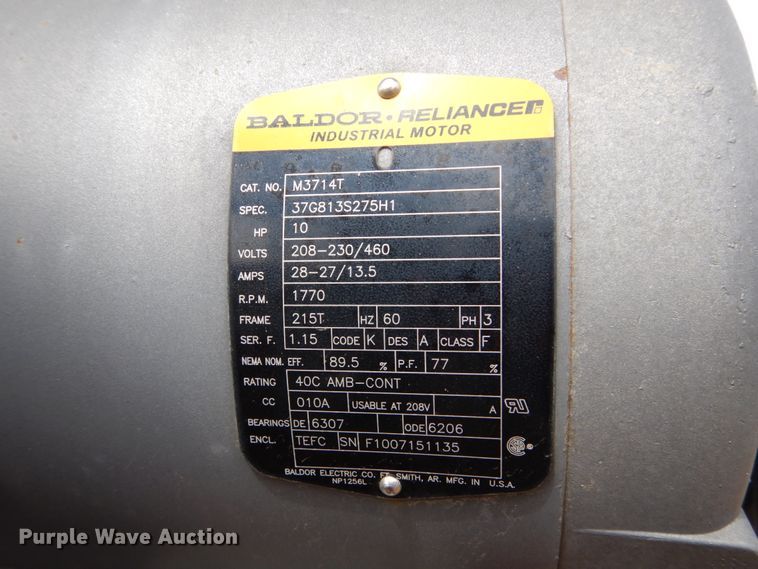 BALDOR · RELIANCER
INDUSTRIAL MOTOR
CAT. NO. M3714T
SPEC. 37G813S275H1
HP 10
VOLTS 208-230/460
AMPS 28-27/13.5
R.P.M. 1770
FRAME 215T HZ 60 PH 3
SER. F. 1.15 CODE K DES A CLASS F
NEMA NOM. EFF. 89.5 % P.F. 77 %
RATING 40C AMB-CONT
CC 010A USABLE AT 208V A
BEARINGS DE 6307 ODE 6206
ENCL. TEFC SN F1007151135
BALDOR ELECTRIC CO. FT. SMITH, AR. MFG. IN U.S.A.
NP1256L
Purple Wave Auction